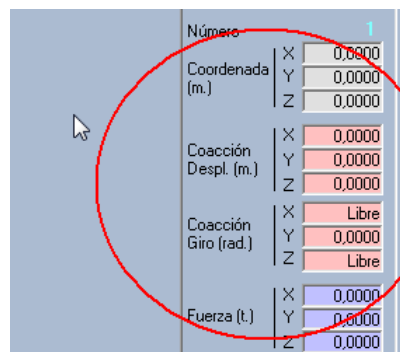 Número 1
X 0,0000
Coordenada (m.) Y 0,0000
Z 0,0000
X 0,0000
Coacción Despl. (m.) Y 0,0000
Z 0,0000
X Libre
Coacción Giro (rad.) Y 0,0000
Z Libre
X 0,0000
Fuerza (t.) Y 0,0000
Z 0,0000